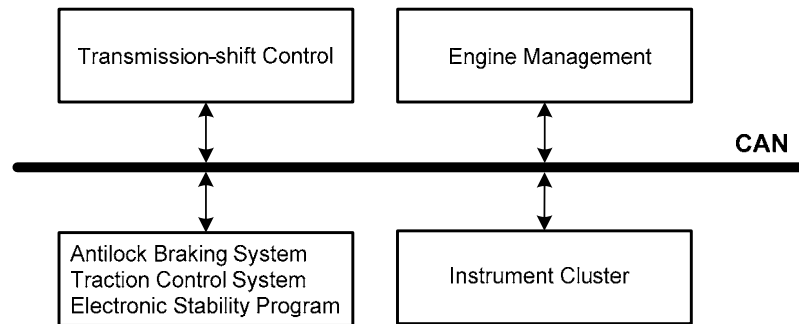 Transmission-shift Control
Engine Management
CAN
Antilock Braking System
Traction Control System
Electronic Stability Program
Instrument Cluster